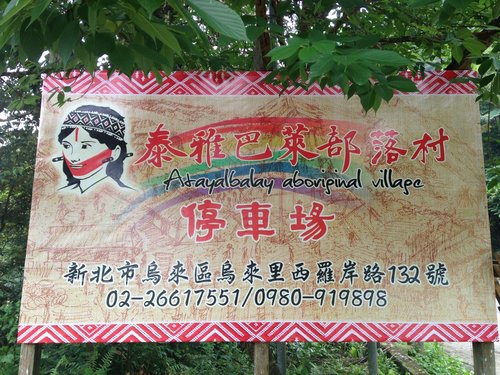 泰雅巴萊部落村
Atayalbalay aboriginal village
停車場
新北市烏來區烏來里西羅岸路132號
02-26617551/0980-919898